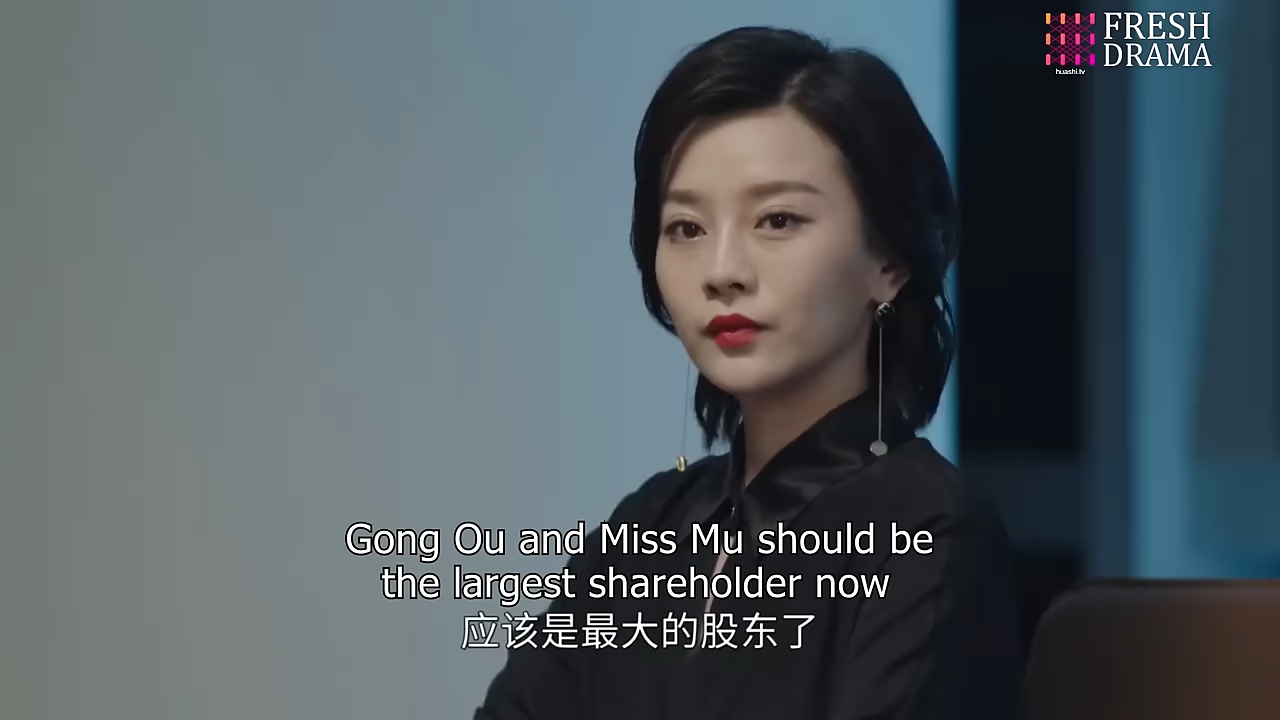 FRESH
DRAMA
huashi.tv
Gong Ou and Miss Mu should be
the largest shareholder now
应该是最大的股东了